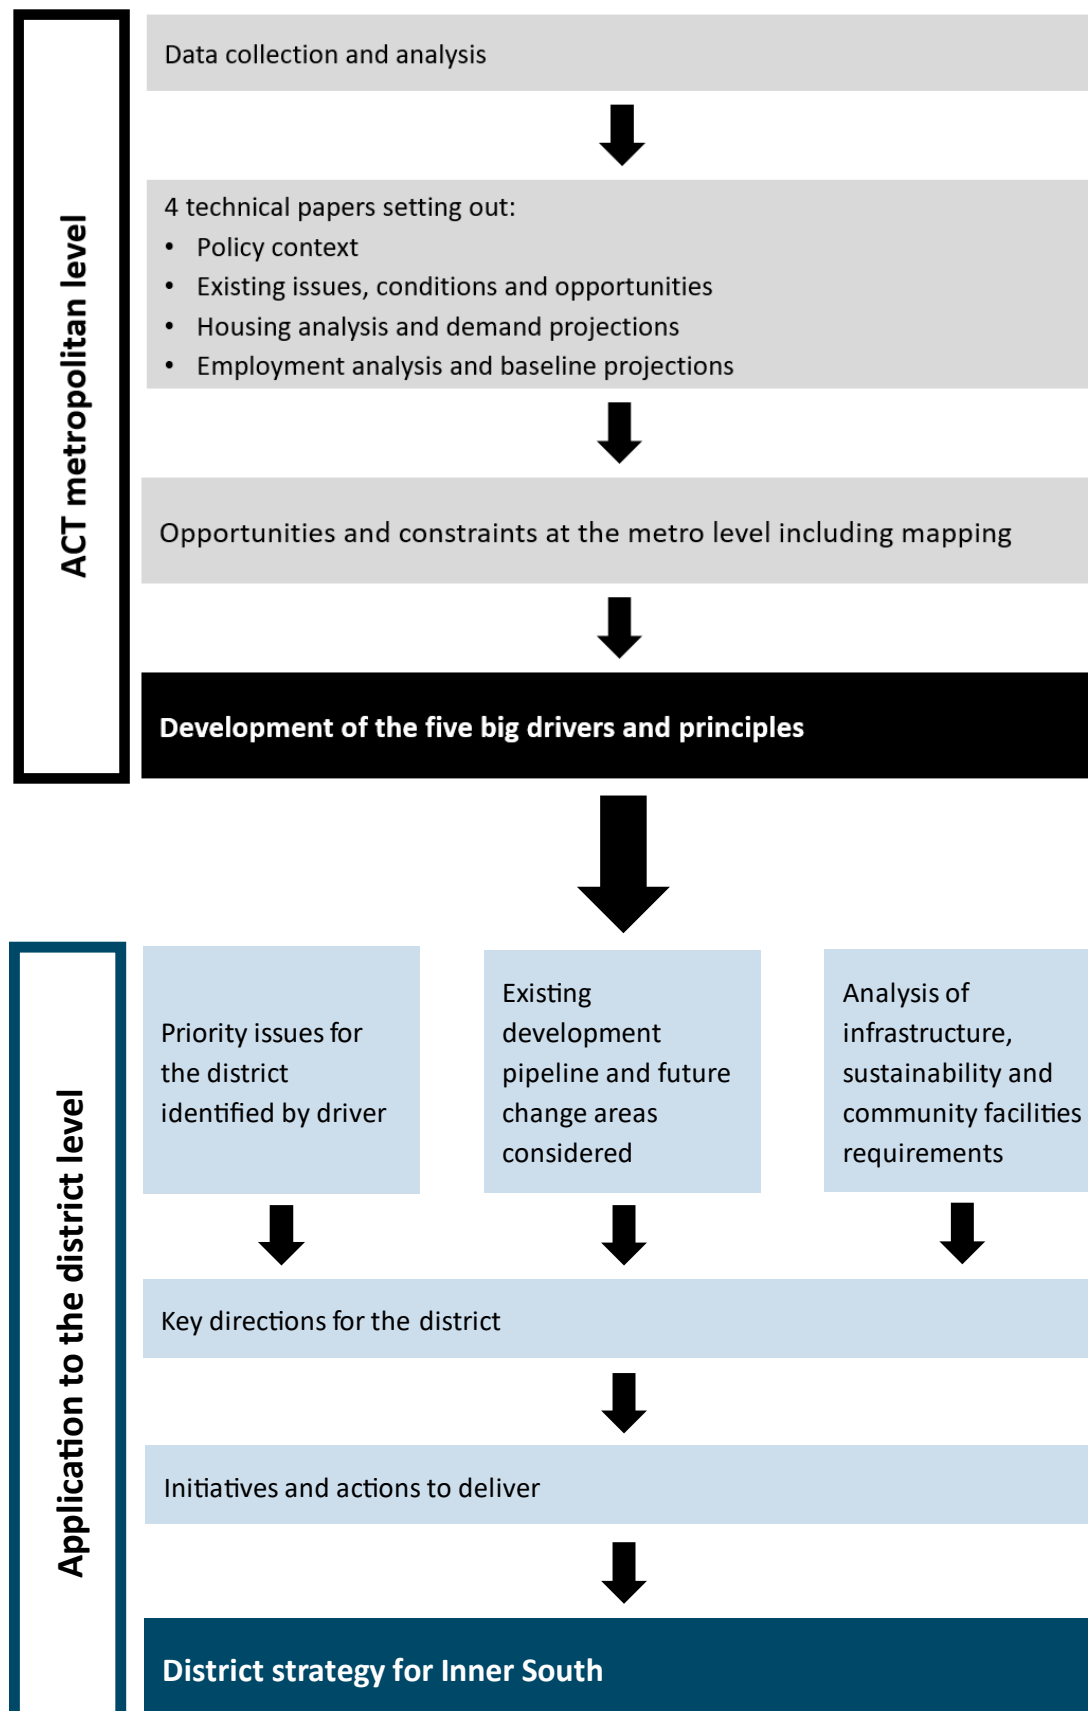 ACT metropolitan level
Data collection and analysis
4 technical papers setting out:
• Policy context
• Existing issues, conditions and opportunities
• Housing analysis and demand projections
• Employment analysis and baseline projections
Opportunities and constraints at the metro level including mapping
Development of the five big drivers and principles
Application to the district level
Priority issues for
the district
identified by driver
Existing
development
pipeline and future
change areas
considered
Analysis of
infrastructure,
sustainability and
community facilities
requirements
Key directions for the district
Initiatives and actions to deliver
District strategy for Inner South